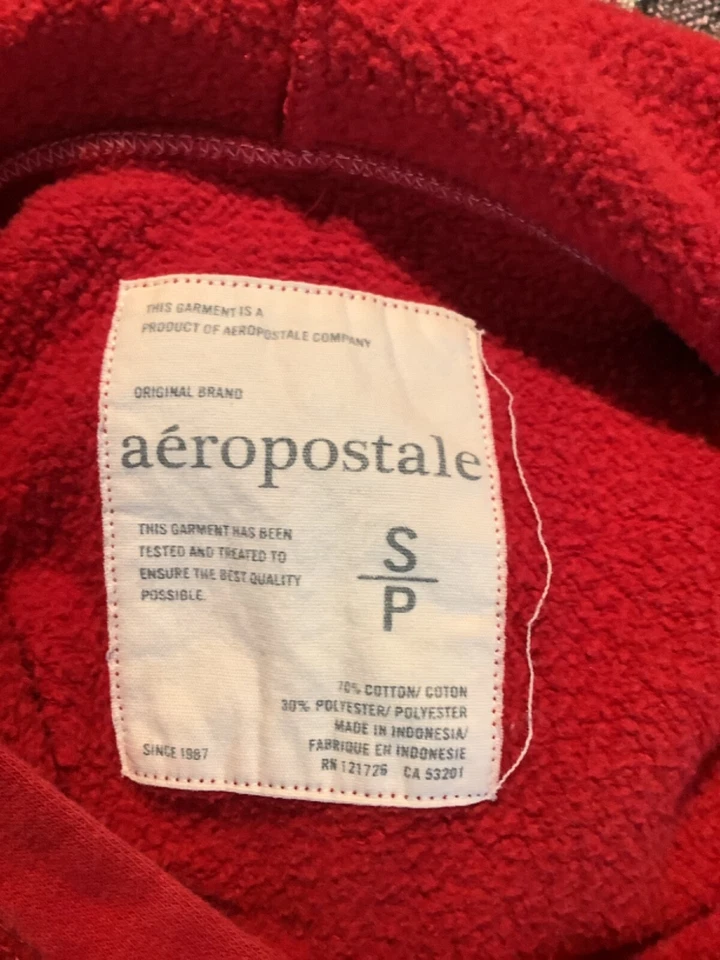 THIS GARMENT IS A
PRODUCT OF AEROPOSTALE COMPANY
ORIGINAL BRAND
aéropostale
THIS GARMENT HAS BEEN
TESTED AND TREATED TO
ENSURE THE BEST QUALITY
POSSIBLE.
S
P
70% COTTON/ COTON
30% POLYESTER/ POLYESTER
MADE IN INDONESIA/
FABRIQUE EN INDONESIE
RN 121726 CA 53201
SINCE 1987